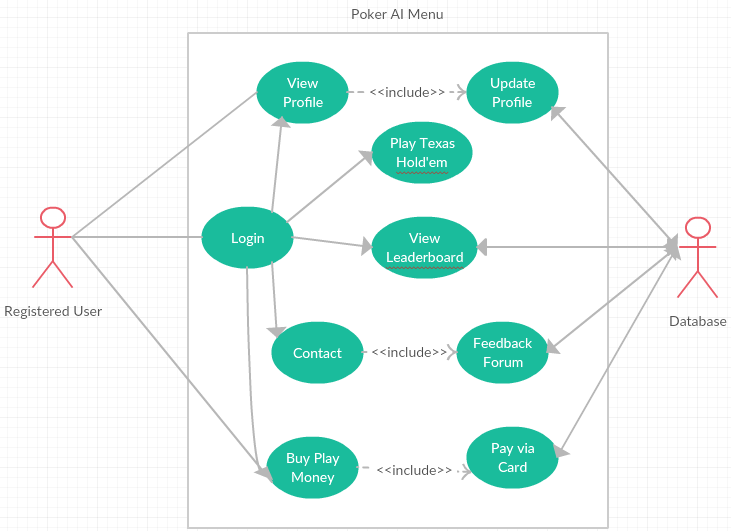 Poker AI Menu
View
Profile
<<include>>
Update
Profile
Play Texas
Hold'em
Login
View
Leaderboard
Registered User
Database
Contact
<<include>>
Feedback
Forum
Buy Play
Money
<<include>>
Pay via
Card